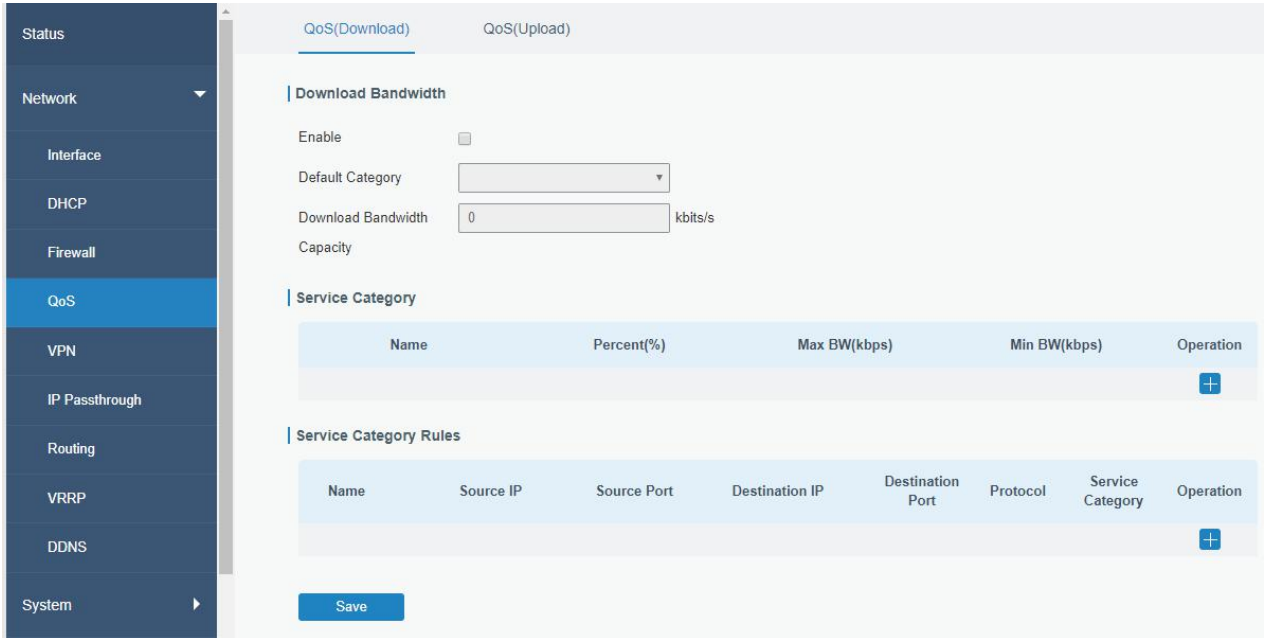 Status
Network
Interface
DHCP
Firewall
QoS
VPN
IP Passthrough
Routing
VRRP
DDNS
System
QoS(Download) QoS(Upload)
Download Bandwidth
Enable
Default Category
Download Bandwidth 0 kbits/s
Capacity
Service Category
Name Percent(%) Max BW(kbps) Min BW(kbps) Operation
Service Category Rules
Name Source IP Source Port Destination IP Destination Port Protocol Service Category Operation
Save